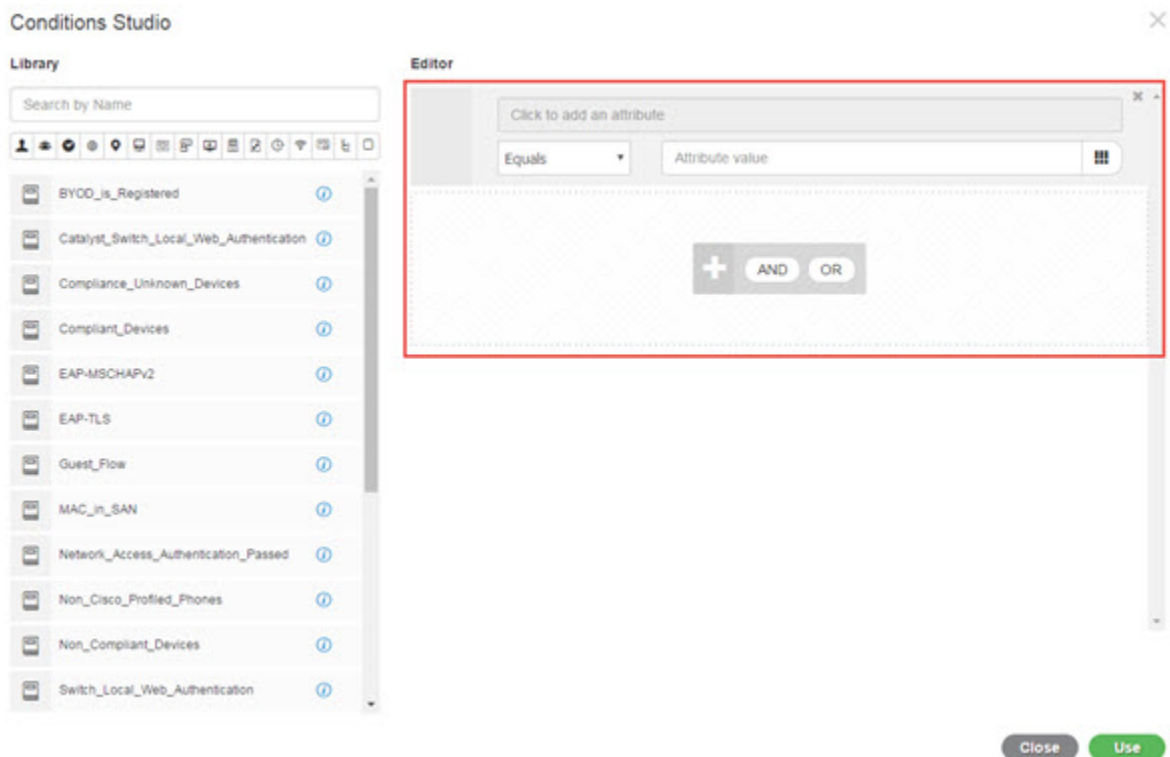 Conditions Studio
Library
Search by Name
BYOD_is_Registered
Catalyst_Switch_Local_Web_Authentication
Compliance_Unknown_Devices
Compliant_Devices
EAP-MSCHAPv2
EAP-TLS
Guest_Flow
MAC_in_SAN
Network_Access_Authentication_Passed
Non_Cisco_Profiled_Phones
Non_Compliant_Devices
Switch_Local_Web_Authentication
Editor
Click to add an attribute
Equals Attribute value
AND OR
Close Use